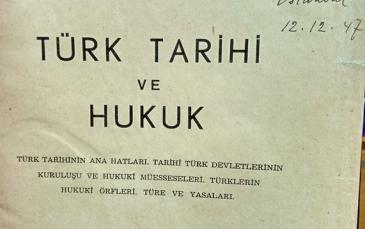 İstanbul
12.12.47
TÜRK TARİHİ
VE
HUKUK
TÜRK TARİHİNİN ANA HATLARI. TARİHİ TÜRK DEVLETLERİNİN
KURULUŞU VE HUKUKİ MÜESSESELERİ. TÜRKLERİN
HUKUKİ ÖRFLERİ, TÜRE VE YASALARI.